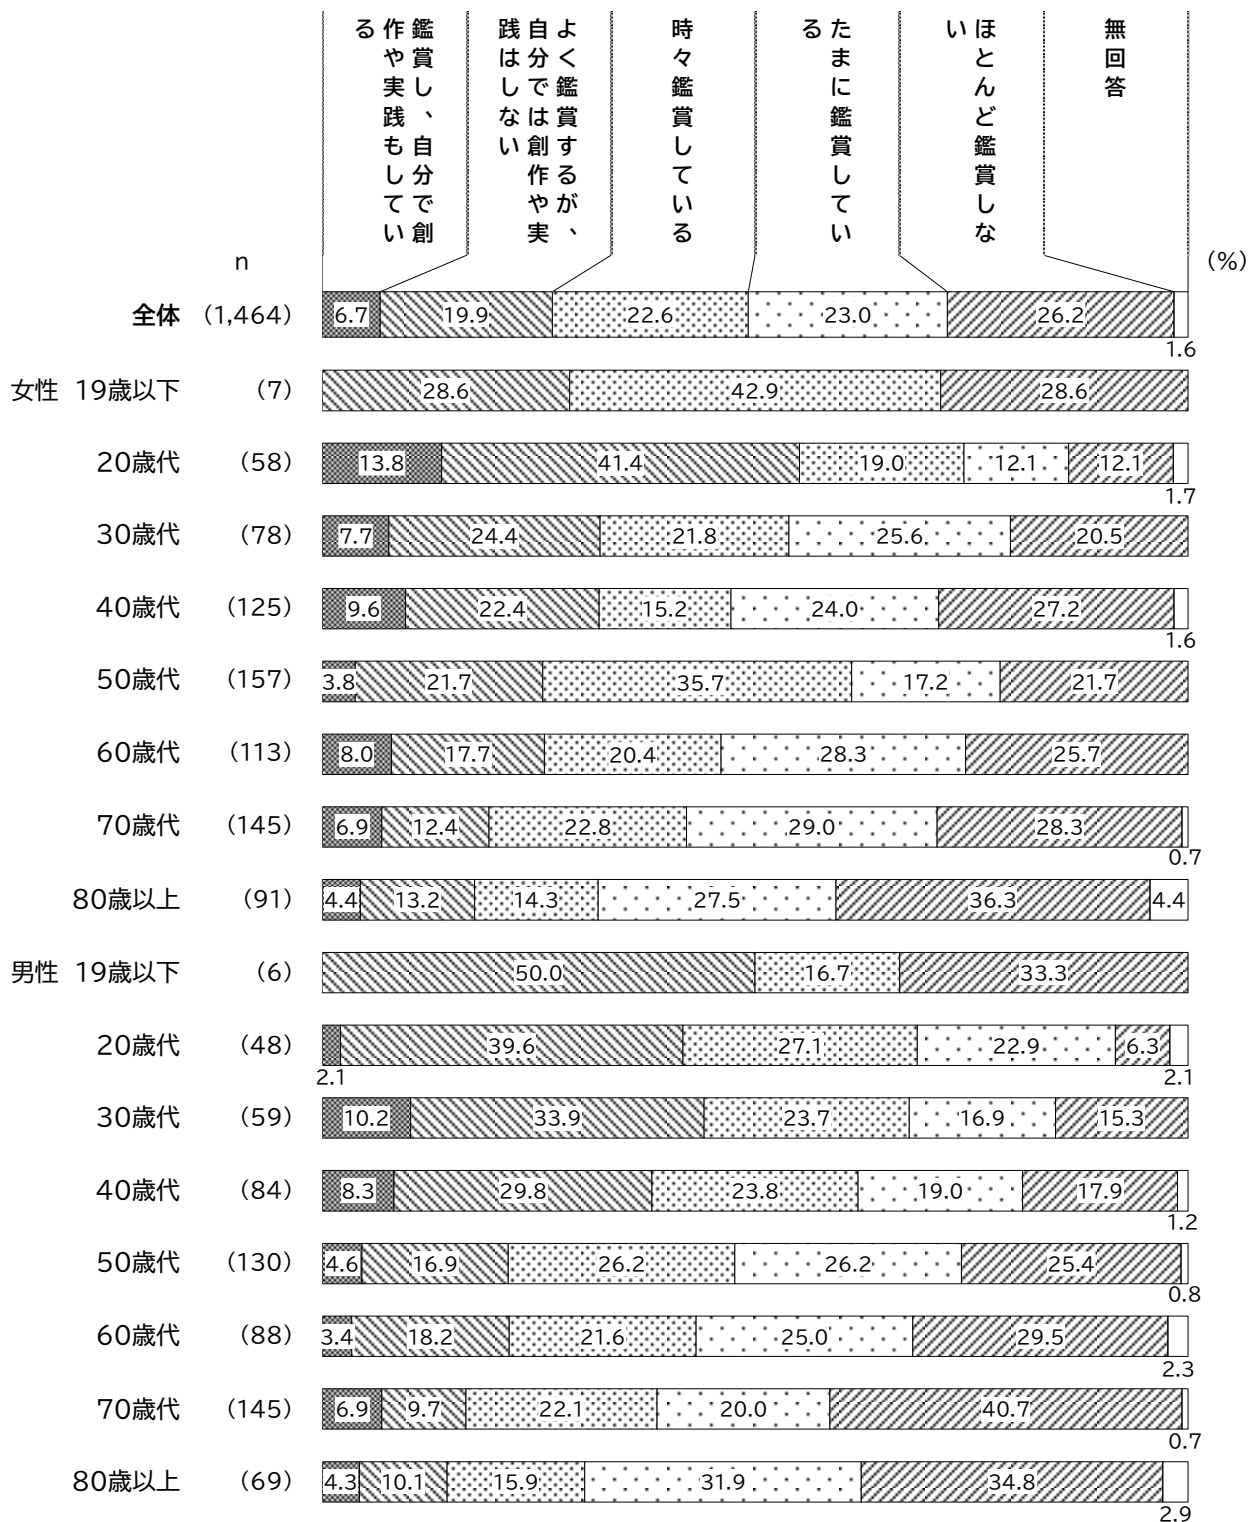 鑑賞し、自分で創
作や実践もしてい
る
よく鑑賞するが、
自分では創作や実
践はしない
時々鑑賞している
たまに鑑賞してい
る
ほとんど鑑賞しな
い
無回答
n (%)
全体 (1,464) 6.7 19.9 22.6 23.0 26.2 1.6
女性 19歳以下 (7) 28.6 42.9 28.6
20歳代 (58) 13.8 41.4 19.0 12.1 12.1 1.7
30歳代 (78) 7.7 24.4 21.8 25.6 20.5
40歳代 (125) 9.6 22.4 15.2 24.0 27.2 1.6
50歳代 (157) 3.8 21.7 35.7 17.2 21.7
60歳代 (113) 8.0 17.7 20.4 28.3 25.7
70歳代 (145) 6.9 12.4 22.8 29.0 28.3 0.7
80歳以上 (91) 4.4 13.2 14.3 27.5 36.3 4.4
男性 19歳以下 (6) 50.0 16.7 33.3
20歳代 (48) 2.1 39.6 27.1 22.9 6.3 2.1
30歳代 (59) 10.2 33.9 23.7 16.9 15.3
40歳代 (84) 8.3 29.8 23.8 19.0 17.9 1.2
50歳代 (130) 4.6 16.9 26.2 26.2 25.4 0.8
60歳代 (88) 3.4 18.2 21.6 25.0 29.5 2.3
70歳代 (145) 6.9 9.7 22.1 20.0 40.7 0.7
80歳以上 (69) 4.3 10.1 15.9 31.9 34.8 2.9